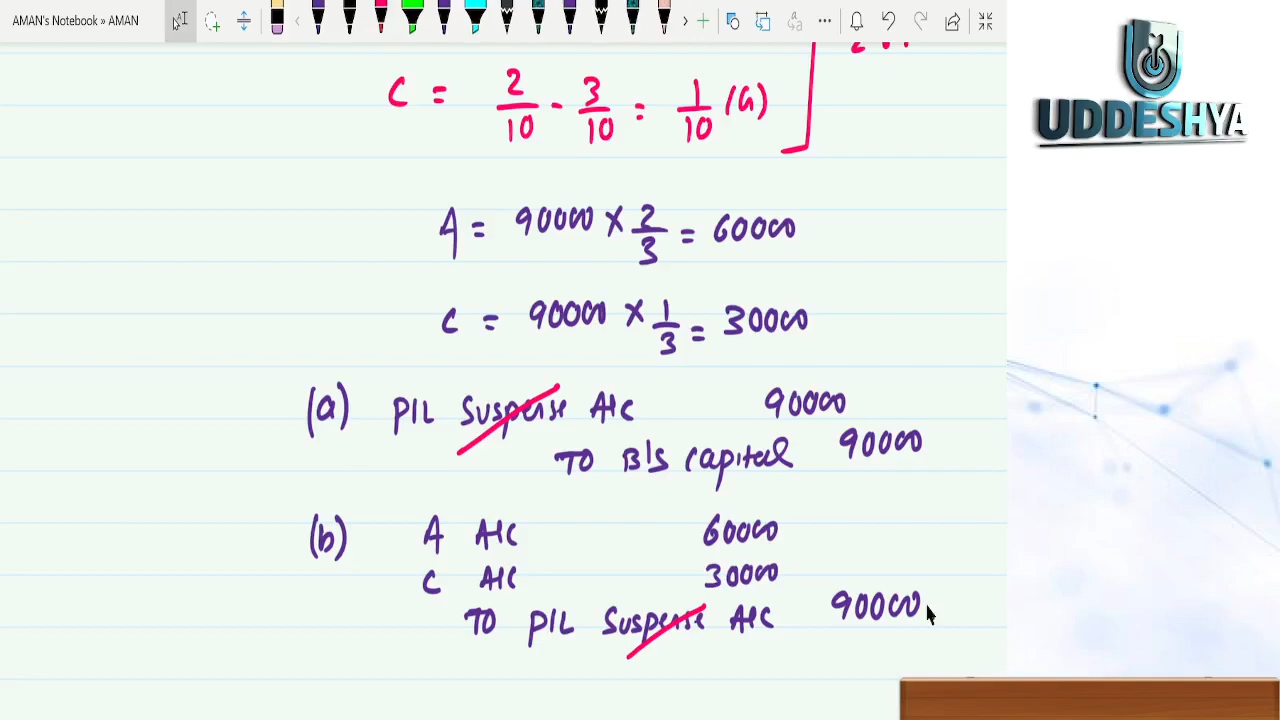 AMAN's Notebook » AMAN
C = 2/10 - 3/10 = 1/10 (G)
UDDESHYA
A = 90000 × 2/3 = 60000
C = 90000 × 1/3 = 30000
(a) P/L Suspense A/C 90000
TO B's capital 90000
(b) A A/C 60000
C A/C 30000
TO P/L Suspense A/C 90000